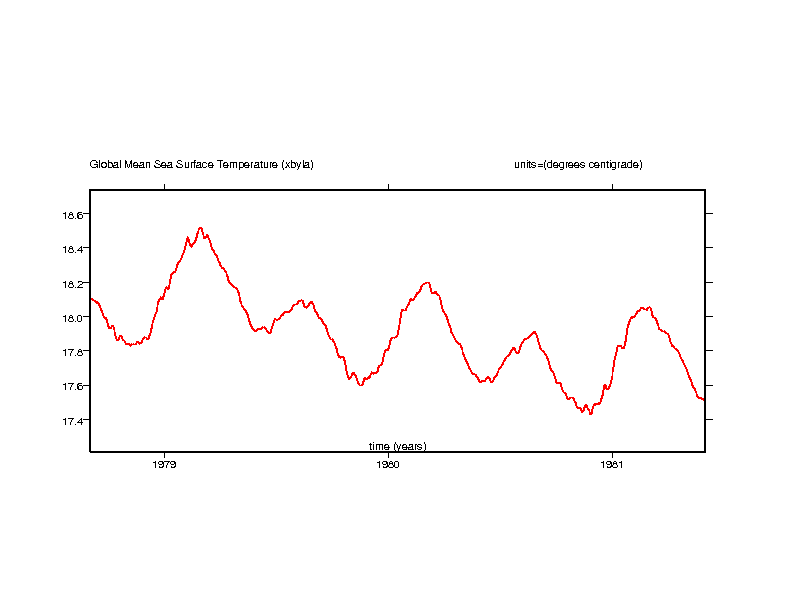 Global Mean Sea Surface Temperature (xbyla) units=(degrees centigrade)
18.6
18.4
18.2
18.0
17.8
17.6
17.4
time (years)
1979 1980 1981